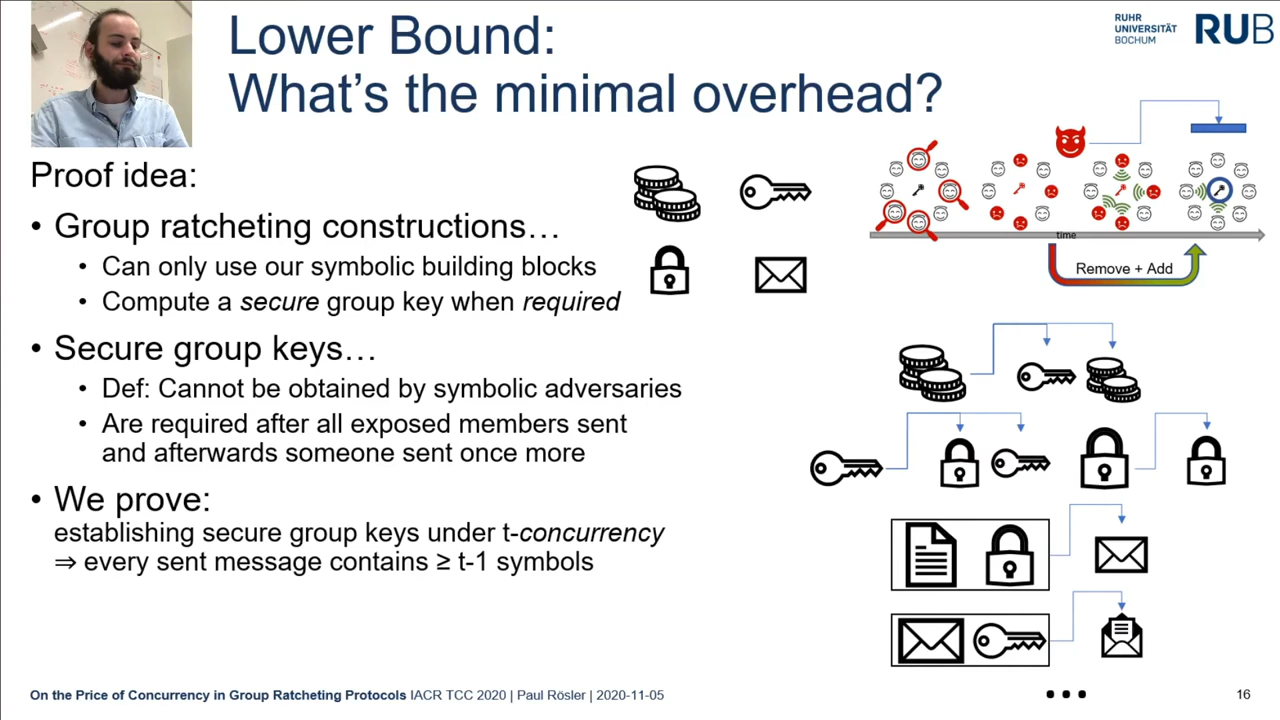 Lower Bound:
What's the minimal overhead?
RUHR
UNIVERSITÄT
BOCHUM
RUB
Proof idea:
• Group ratcheting constructions…
• Can only use our symbolic building blocks
• Compute a secure group key when required
• Secure group keys…
• Def: Cannot be obtained by symbolic adversaries
• Are required after all exposed members sent
and afterwards someone sent once more
• We prove:
establishing secure group keys under t-concurrency
⇒ every sent message contains ≥ t-1 symbols
time
Remove + Add
On the Price of Concurrency in Group Ratcheting Protocols IACR TCC 2020 | Paul Rösler | 2020-11-05
16